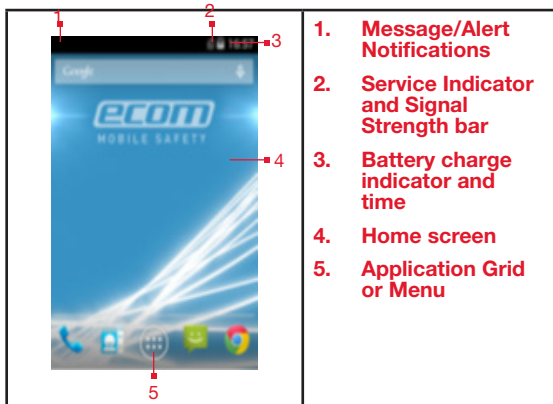 1
2
3
Google
ecom
MOBILE SAFETY
4
5
1. Message/Alert
Notifications
2. Service Indicator
and Signal
Strength bar
3. Battery charge
indicator and
time
4. Home screen
5. Application Grid
or Menu